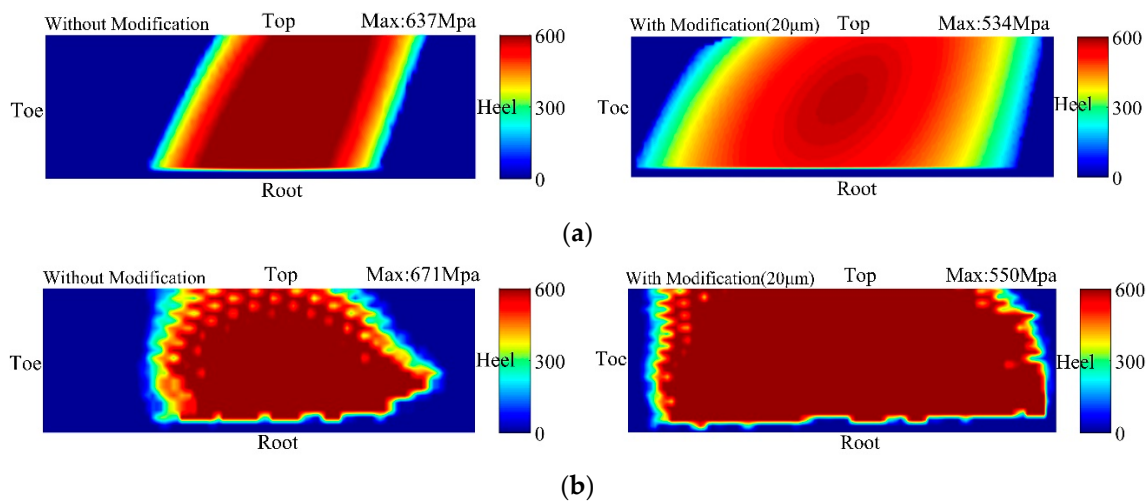 Without Modification Top Max:637Mpa
600
Toe Heel 300
0
Root
With Modification(20μm) Top Max:534Mpa
600
Toc Heel 300
0
Root
(a)
Without Modification Top Max:671Mpa
600
Toe Heel 300
0
Root
With Modification(20μm) Top Max:550Mpa
600
Toc Heel 300
0
Root
(b)